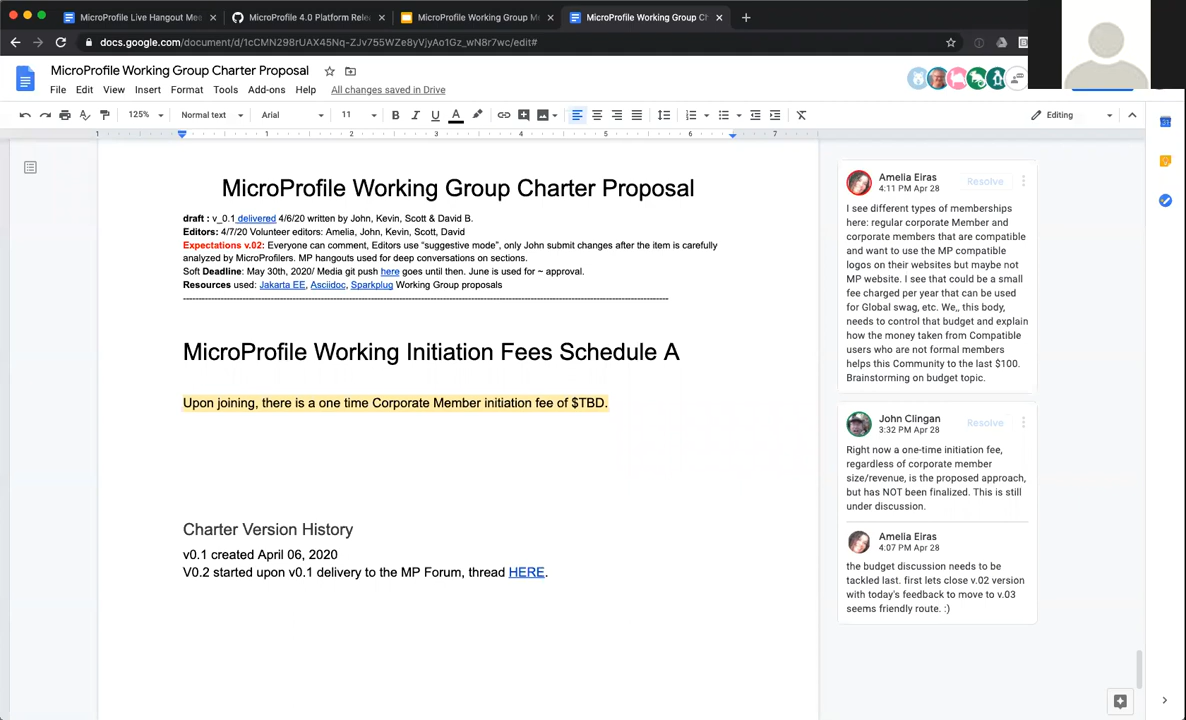 MicroProfile Live Hangout Mee
MicroProfile 4.0 Platform Rele
MicroProfile Working Group M
MicroProfile Working Group Ch
docs.google.com/document/d/1cCMN298rUAX45Nq-ZJv755WZe8yVjyAo1Gz_wN8r7wc/edit#
MicroProfile Working Group Charter Proposal
File Edit View Insert Format Tools Add-ons Help All changes saved in Drive
125% Normal text Arial 11 B I U A Editing
1 1 2 3 4 5 6 7
MicroProfile Working Group Charter Proposal
draft : v_0.1 delivered 4/6/20 written by John, Kevin, Scott & David B.
Editors: 4/7/20 Volunteer editors: Amelia, John, Kevin, Scott, David
Expectations v.02: Everyone can comment, Editors use “suggestive mode”, only John submit changes after the item is carefully
analyzed by MicroProfilers. MP hangouts used for deep conversations on sections.
Soft Deadline: May 30th, 2020/ Media git push here goes until then. June is used for ~ approval.
Resources used: Jakarta EE, Asciidoc, Sparkplug Working Group proposals
MicroProfile Working Initiation Fees Schedule A
Upon joining, there is a one time Corporate Member initiation fee of $TBD.
Charter Version History
v0.1 created April 06, 2020
V0.2 started upon v0.1 delivery to the MP Forum, thread HERE.
Amelia Eiras
4:11 PM Apr 28
Resolve
I see different types of memberships
here: regular corporate Member and
corporate members that are compatible
and want to use the MP compatible
logos on their websites but maybe not
MP website. I see that could be a small
fee charged per year that can be used
for Global swag, etc. We,, this body,
needs to control that budget and explain
how the money taken from Compatible
users who are not formal members
helps this Community to the last $100.
Brainstorming on budget topic.
John Clingan
3:32 PM Apr 28
Resolve
Right now a one-time initiation fee,
regardless of corporate member
size/revenue, is the proposed approach,
but has NOT been finalized. This is still
under discussion.
Amelia Eiras
4:07 PM Apr 28
the budget discussion needs to be
tackled last. first lets close v.02 version
with today's feedback to move to v.03
seems friendly route. :)